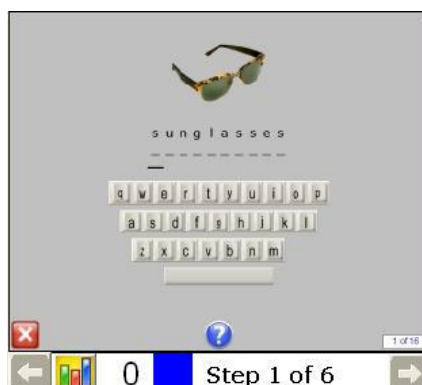 sunglasses
q w e r t y u i o p
a s d f g h j k l
z x c v b n m
?
1 of 16
0 Step 1 of 6